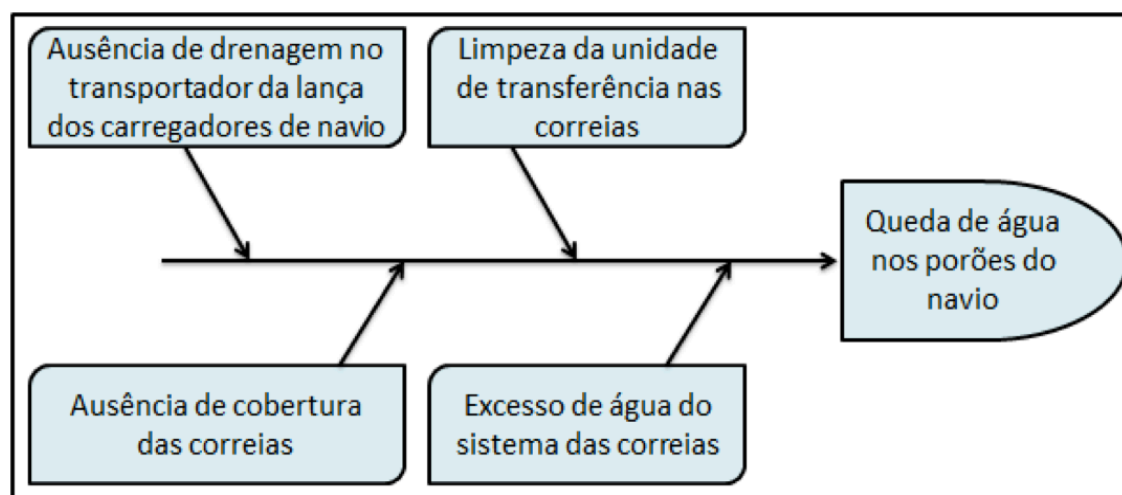 Ausência de drenagem no
transportador da lança
dos carregadores de navio
Limpeza da unidade
de transferência nas
correias
Queda de água
nos porões do
navio
Ausência de cobertura
das correias
Excesso de água do
sistema das correias